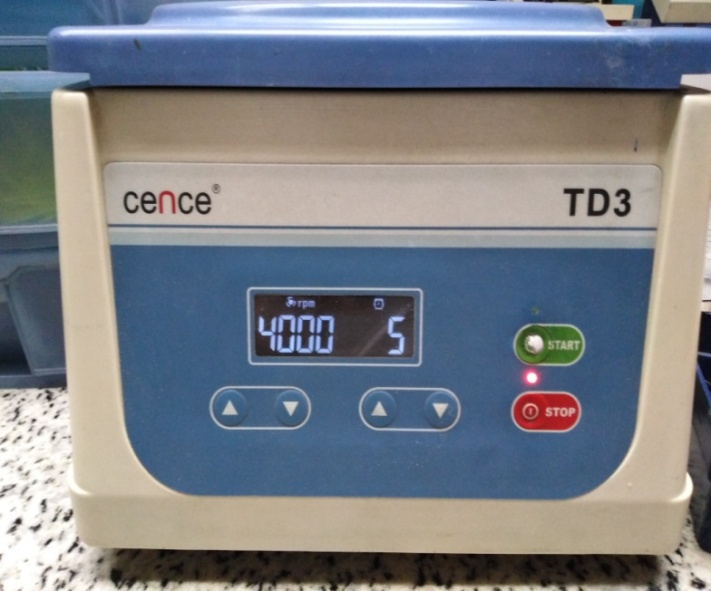 cence®
TD3
rpm
4000 5
START
STOP